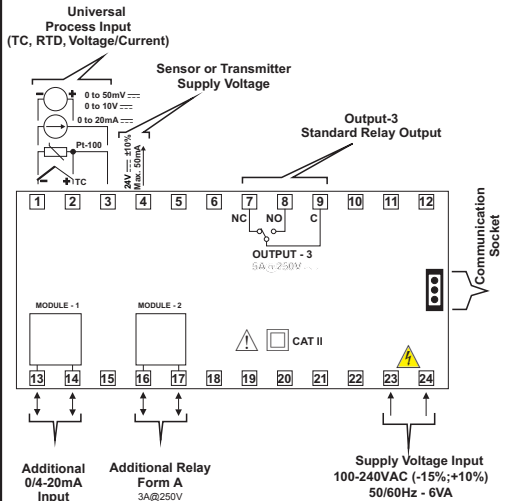 Universal
Process Input
(TC, RTD, Voltage/Current)
Sensor or Transmitter
Supply Voltage
0 to 50mV
0 to 10V
0 to 20mA
Pt-100
TC
24V ±10%
Max. 50mA
Output-3
Standard Relay Output
1 2 3 4 5 6 7 8 9 10 11 12
NC NO C
OUTPUT - 3
5A@250V
Communication
Socket
MODULE - 1 MODULE - 2
CAT II
13 14 15 16 17 18 19 20 21 22 23 24
Additional
0/4-20mA
Input
Additional Relay
Form A
3A@250V
Supply Voltage Input
100-240VAC (-15%;+10%)
50/60Hz - 6VA